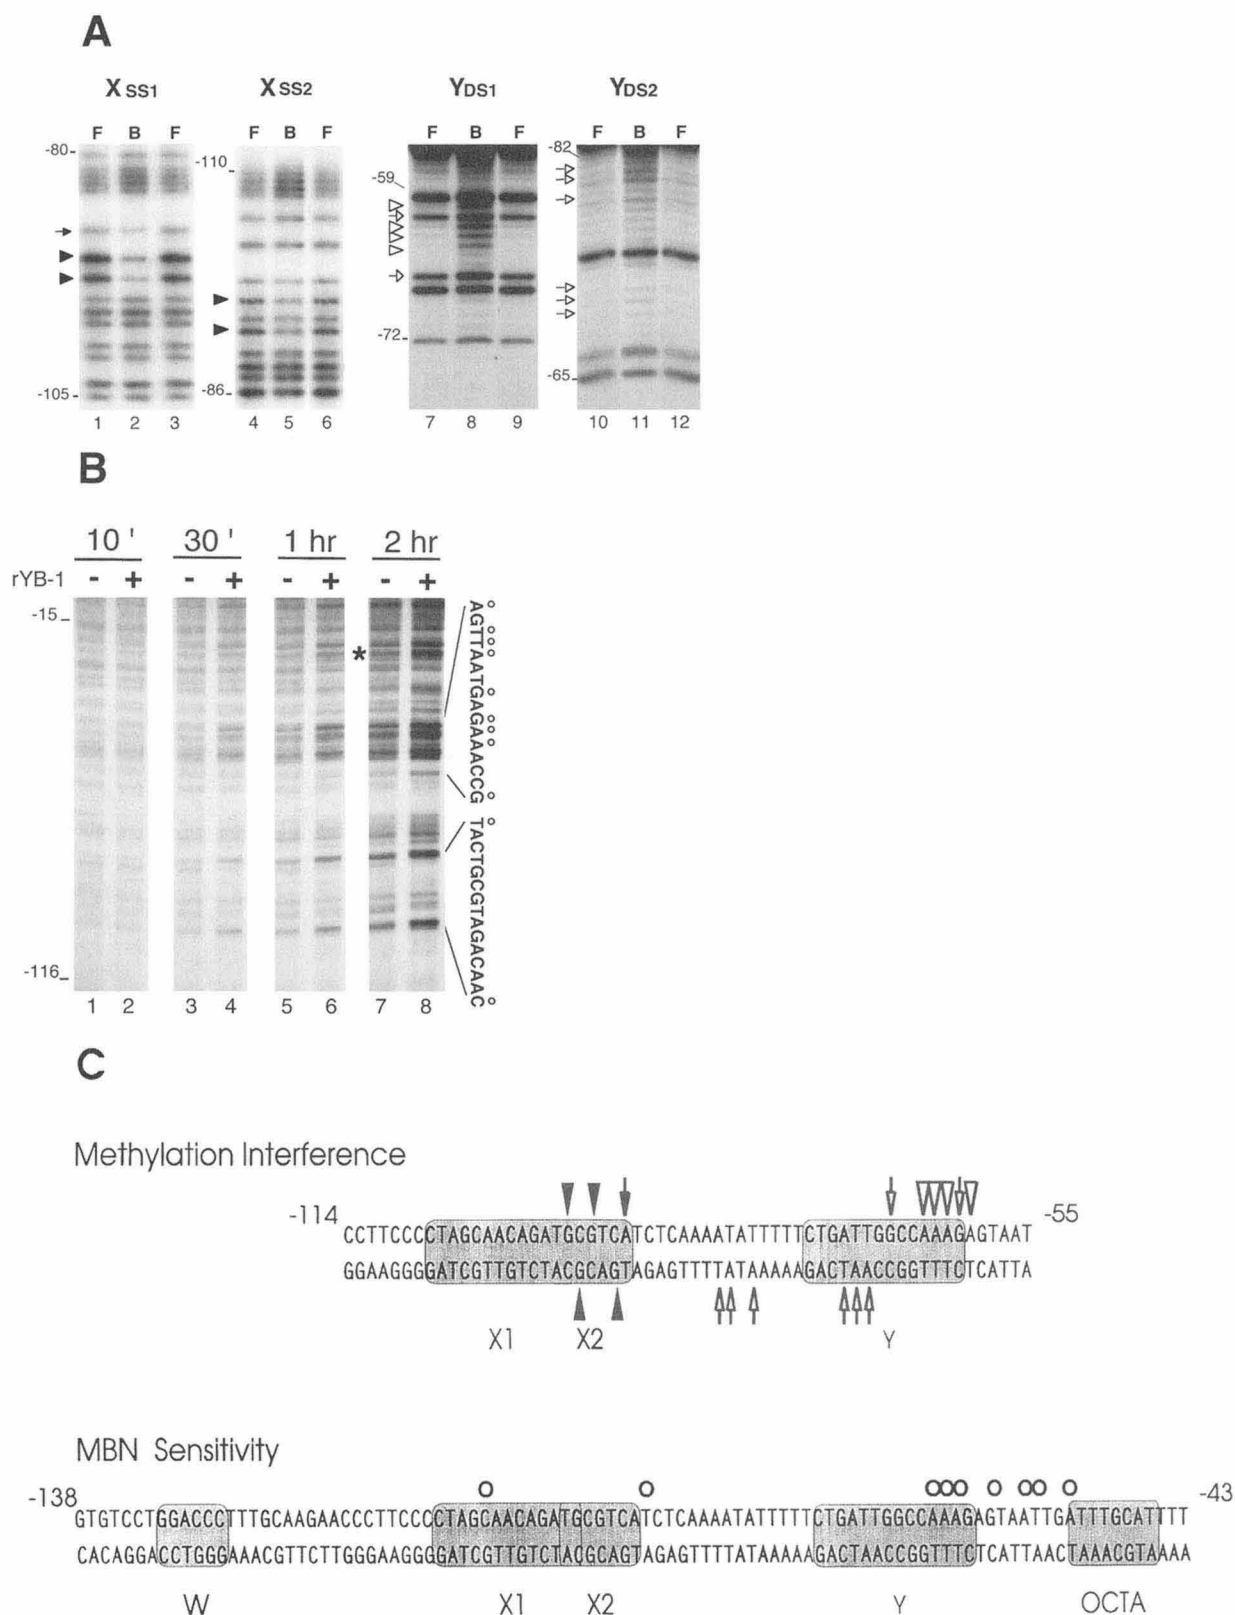 A
X SS1 X SS2 YDS1 YDS2
F B F F B F F B F F B F
-80
-105
-110
-86
-59
-72
-82
-65
1 2 3 4 5 6 7 8 9 10 11 12
B
10 ' 30 ' 1 hr 2 hr
rYB-1 - + - + - + - +
-15
*
-116
AGTTAATGAGAAACCG
TACTGCGTAGACAAC
1 2 3 4 5 6 7 8
C
Methylation Interference
-114 -55
CCTTCCCCTAGCAACAGATGCGTCATCTCAAAATATTTTTCTGATTGGCCAAAGAGTAAT
GGAAGGGGATCGTTGTCTACGCAGTAGAGTTTTATAAAAAGACTAACCGGTTTCTCATTA
X1 X2 Y
MBN Sensitivity
-138 -43
GTGTCCTGGACCCTTTGCAAGAACCCTTCCCCTAGCAACAGATGCGTCATCTCAAAATATTTTTCTGATTGGCCAAAGAGTAATTGATTTGCATTTT
CACAGGACCTGGGAAACGTTCTTGGGAAGGGGATCGTTGTCTACGCAGTAGAGTTTTATAAAAAGACTAACCGGTTTCTCATTAACTAAACGTAAAA
W X1 X2 Y OCTA